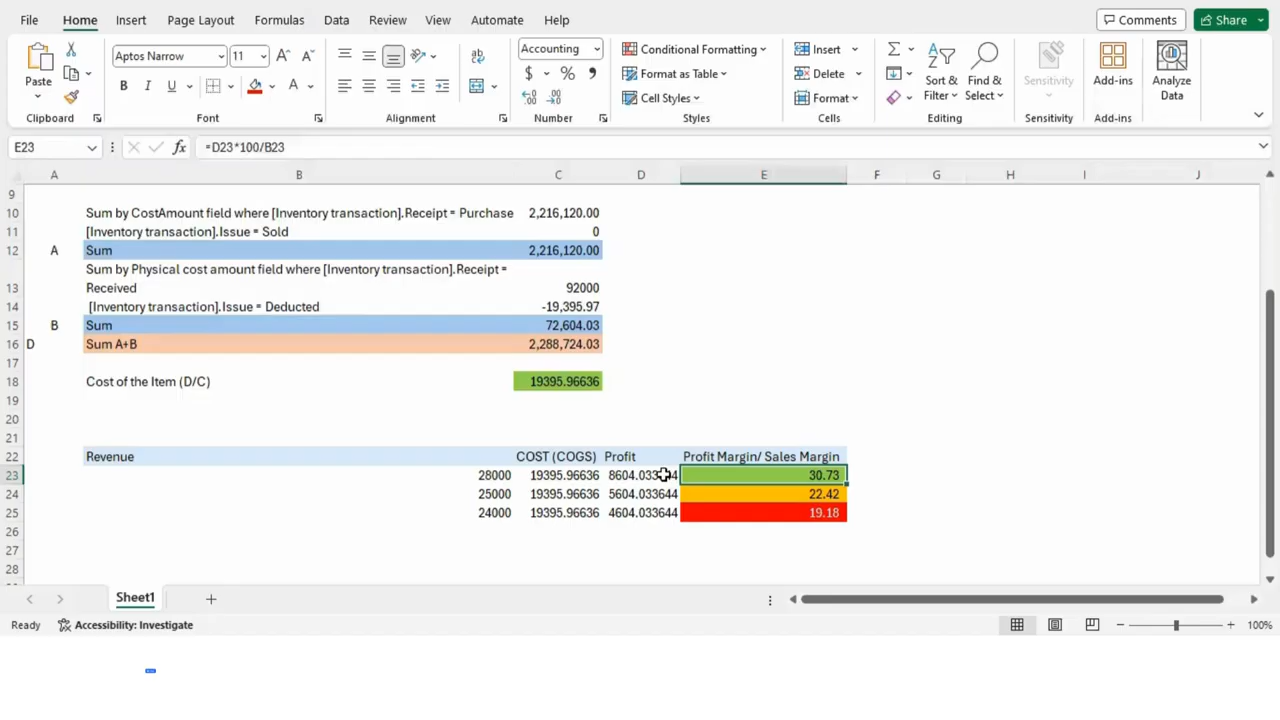 File Home Insert Page Layout Formulas Data Review View Automate Help Comments Share
Paste Aptos Narrow 11 A A Accounting Conditional Formatting Insert Sort & Filter Find & Select Sensitivity Add-ins Analyze Data
B I U A $ % 9 Format as Table Delete
Cell Styles Format
Clipboard Font Alignment Number Styles Cells Editing Sensitivity Add-ins
E23 fx =D23*100/B23
A B C D E F G H I J
9
10 Sum by CostAmount field where [Inventory transaction].Receipt = Purchase 2,216,120.00
11 [Inventory transaction].Issue = Sold 0
12 A Sum 2,216,120.00
Sum by Physical cost amount field where [Inventory transaction].Receipt =
13 Received 92000
14 [Inventory transaction].Issue = Deducted -19,395.97
15 B Sum 72,604.03
16 D Sum A+B 2,288,724.03
17
18 Cost of the Item (D/C) 19395.96636
19
20
21
22 Revenue COST (COGS) Profit Profit Margin/ Sales Margin
23 28000 19395.96636 30.73
24 25000 19395.96636 5604.033644 22.42
25 24000 19395.96636 4604.033644 19.18
26
27
28
Sheet1
Ready Accessibility: Investigate 100%